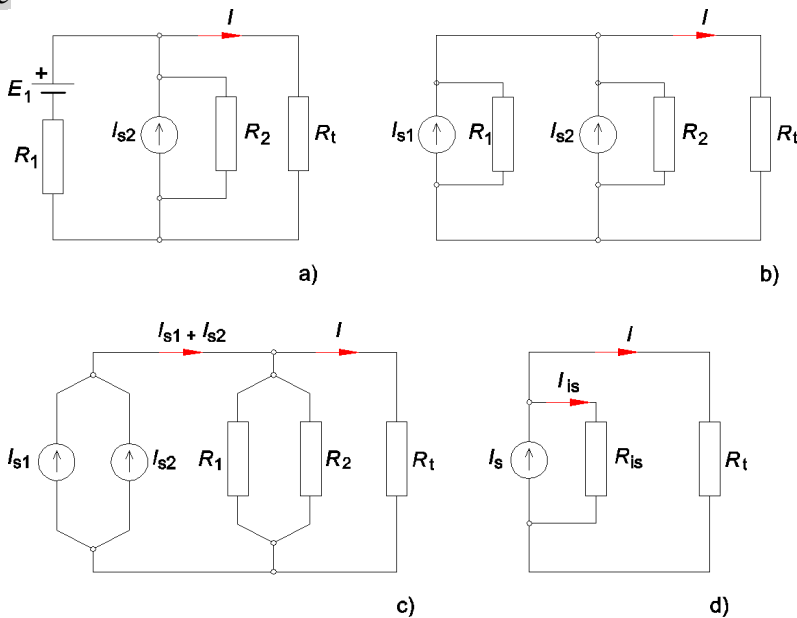 I I
+
E1
Is2 R2 Rt Is1 R1 Is2 R2 Rt
R1
a) b)
Is1 + Is2 I I
Iis
Is1 Is2 R1 R2 Rt Is Ris Rt
c) d)